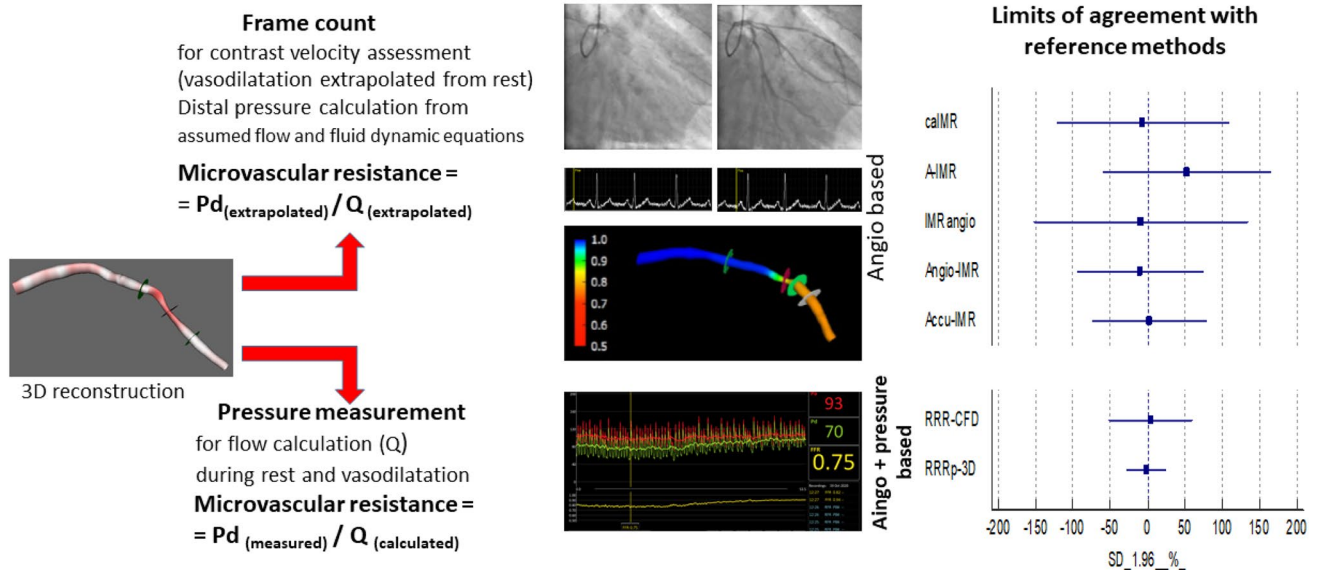 Frame count
for contrast velocity assessment
(vasodilatation extrapolated from rest)
Distal pressure calculation from
assumed flow and fluid dynamic equations
Microvascular resistance =
= Pd(extrapolated) / Q (extrapolated)
3D reconstruction
Pressure measurement
for flow calculation (Q)
during rest and vasodilatation
Microvascular resistance =
= Pd (measured) / Q (calculated)
1.0
0.9
0.8
0.7
0.6
0.5
Angio based
93
Pd
70
FFR
0.75
Aingo + pressure
based
Limits of agreement with
reference methods
caIMR
A-IMR
IMRangio
Angio-IMR
Accu-IMR
RRR-CFD
RRRp-3D
-200 -150 -100 -50 0 50 100 150 200
SD_1.96__%_